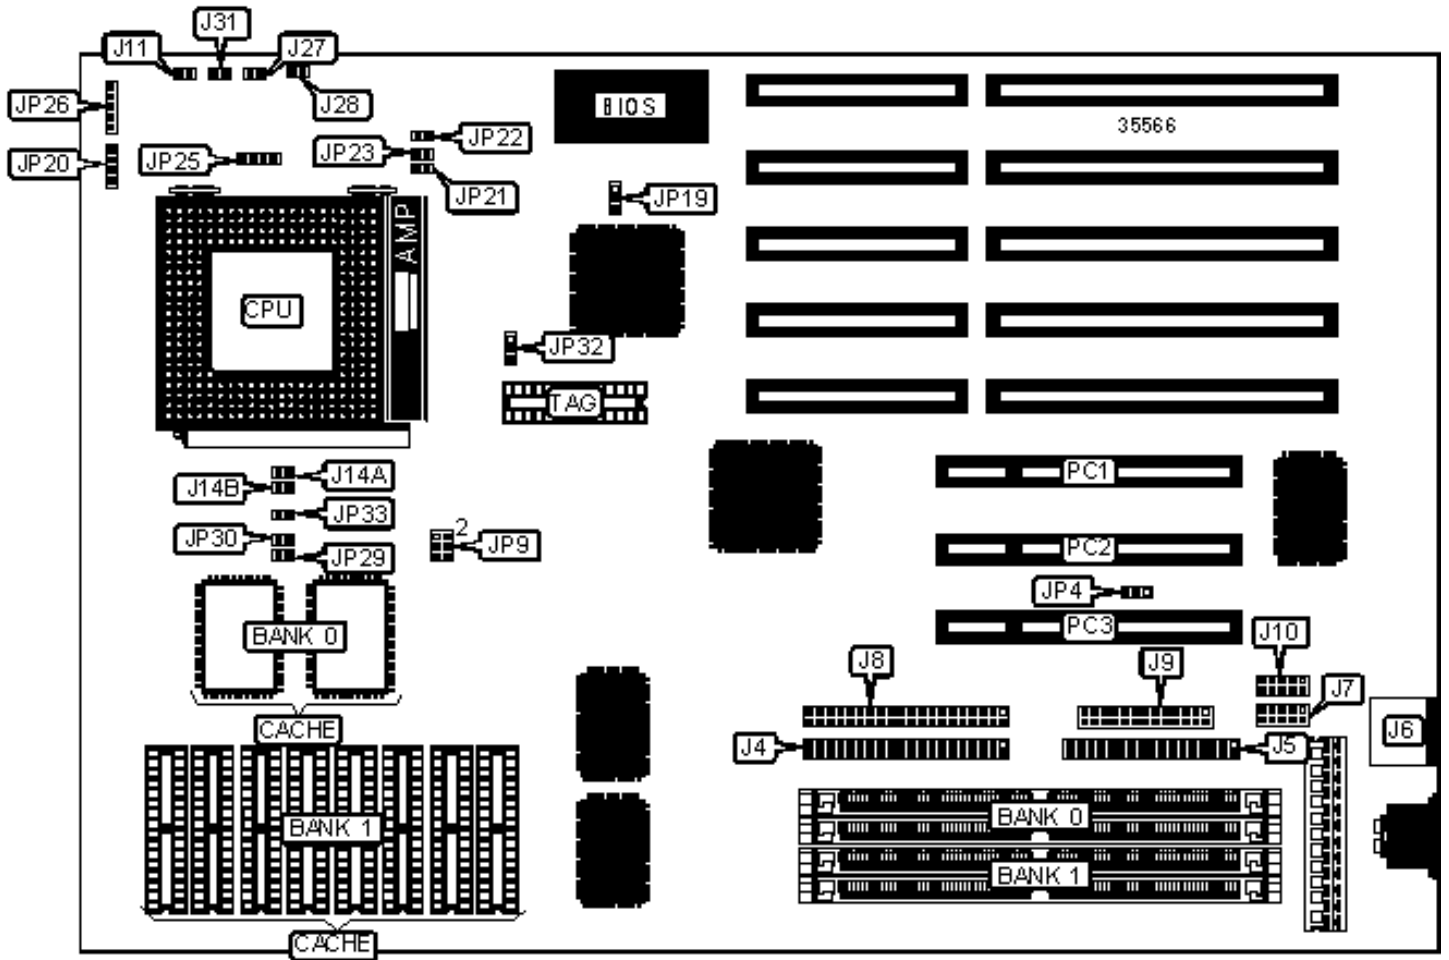 J31
J11
J27
JP26
J28
BIOS
35566
JP22
JP20
JP25
JP23
JP21
JP19
AMP
CPU
JP32
TAG
J14A
J14B
PC1
JP33
2
JP30
JP9
PC2
JP29
JP4
BANK 0
PC3
J10
J8
J9
J7
CACHE
J4
J5
J6
BANK 0
BANK 1
BANK 1
CACHE